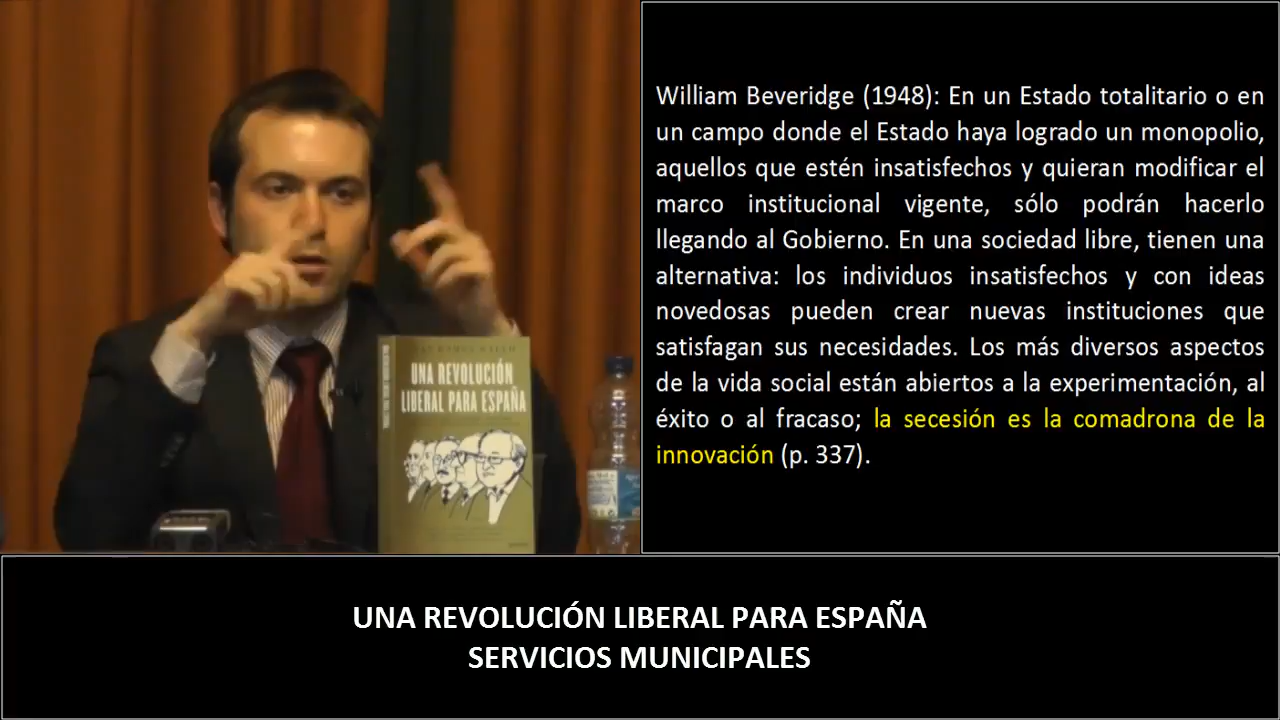 William Beveridge (1948): En un Estado totalitario o en
un campo donde el Estado haya logrado un monopolio,
aquellos que estén insatisfechos y quieran modificar el
marco institucional vigente, sólo podrán hacerlo
llegando al Gobierno. En una sociedad libre, tienen una
alternativa: los individuos insatisfechos y con ideas
novedosas pueden crear nuevas instituciones que
satisfagan sus necesidades. Los más diversos aspectos
de la vida social están abiertos a la experimentación, al
éxito o al fracaso; la secesión es la comadrona de la
innovación (p. 337).
UNA REVOLUCIÓN
LIBERAL PARA ESPAÑA
UNA REVOLUCIÓN LIBERAL PARA ESPAÑA
SERVICIOS MUNICIPALES